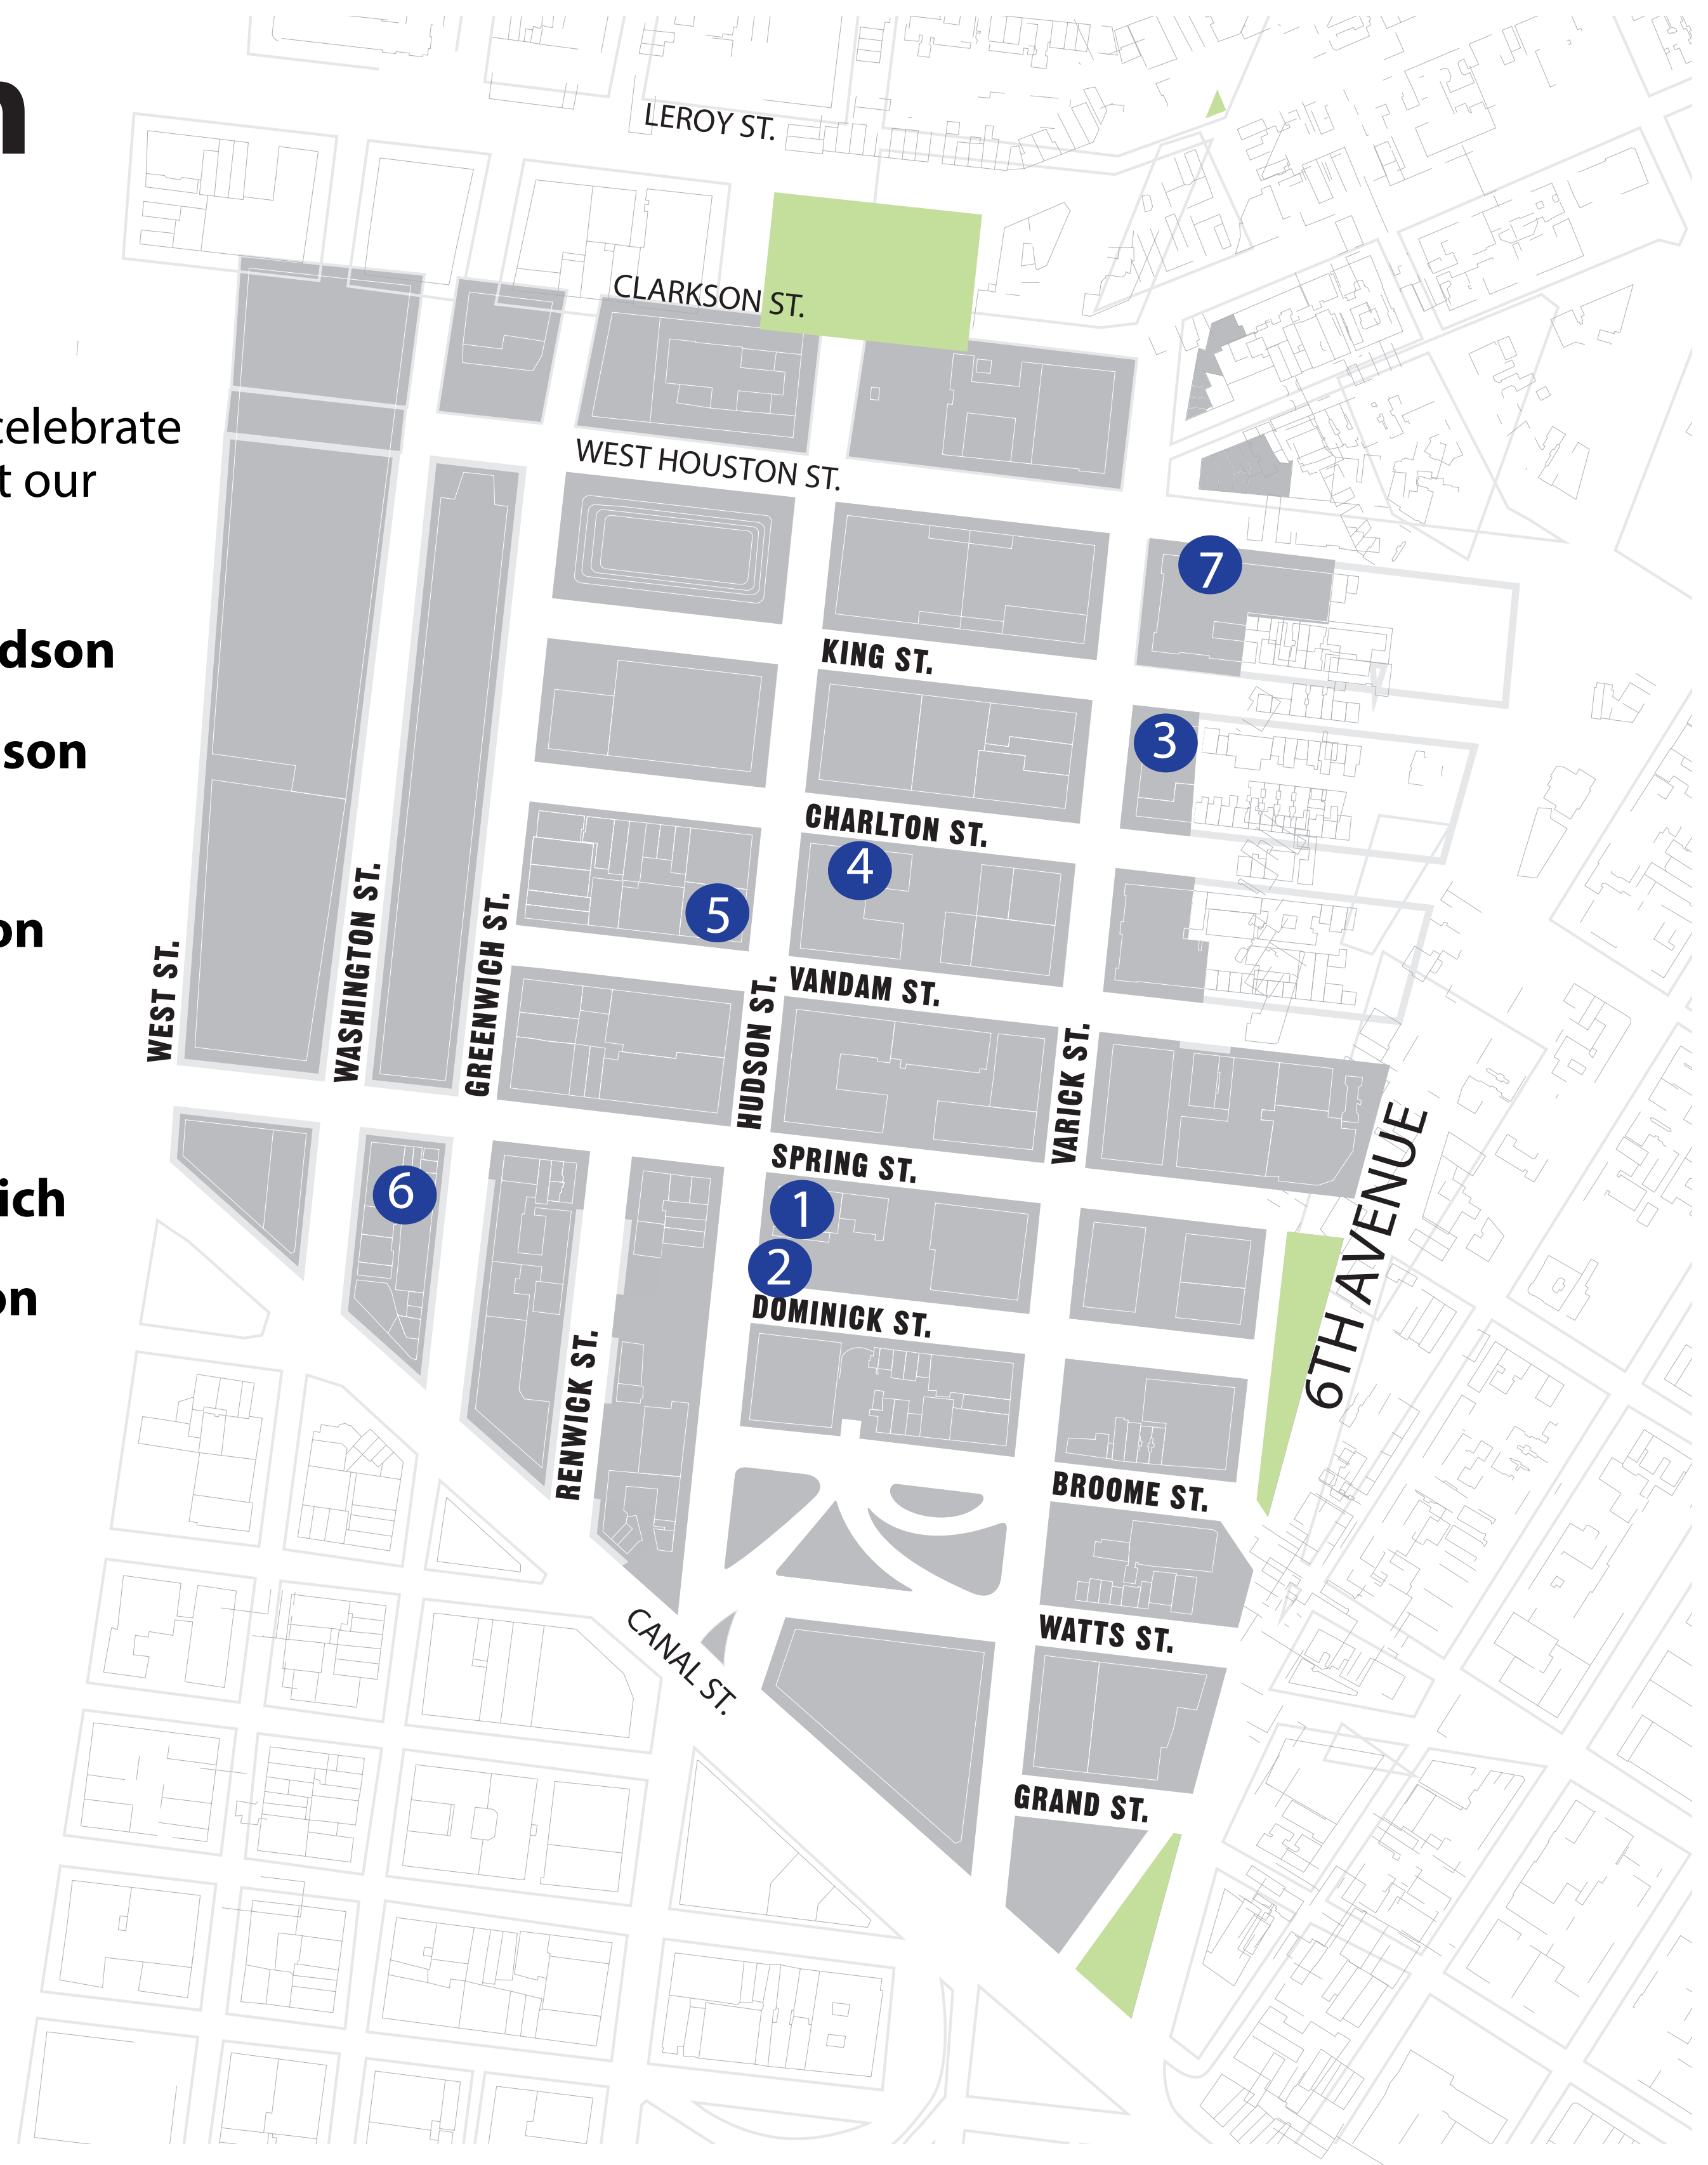 n
LEROY ST.
CLARKSON ST.
celebrate
WEST HOUSTON ST.
t our
7
dson
KING ST.
3
son
CHARLTON ST.
4
5
on
WEST ST.
WASHINGTON ST.
GREENWICH ST.
HUDSON ST.
VANDAM ST.
VARICK ST.
6TH AVENUE
SPRING ST.
6
ich
1
2
on
DOMINICK ST.
RENWICK ST.
BROOME ST.
WATTS ST.
CANAL ST.
GRAND ST.